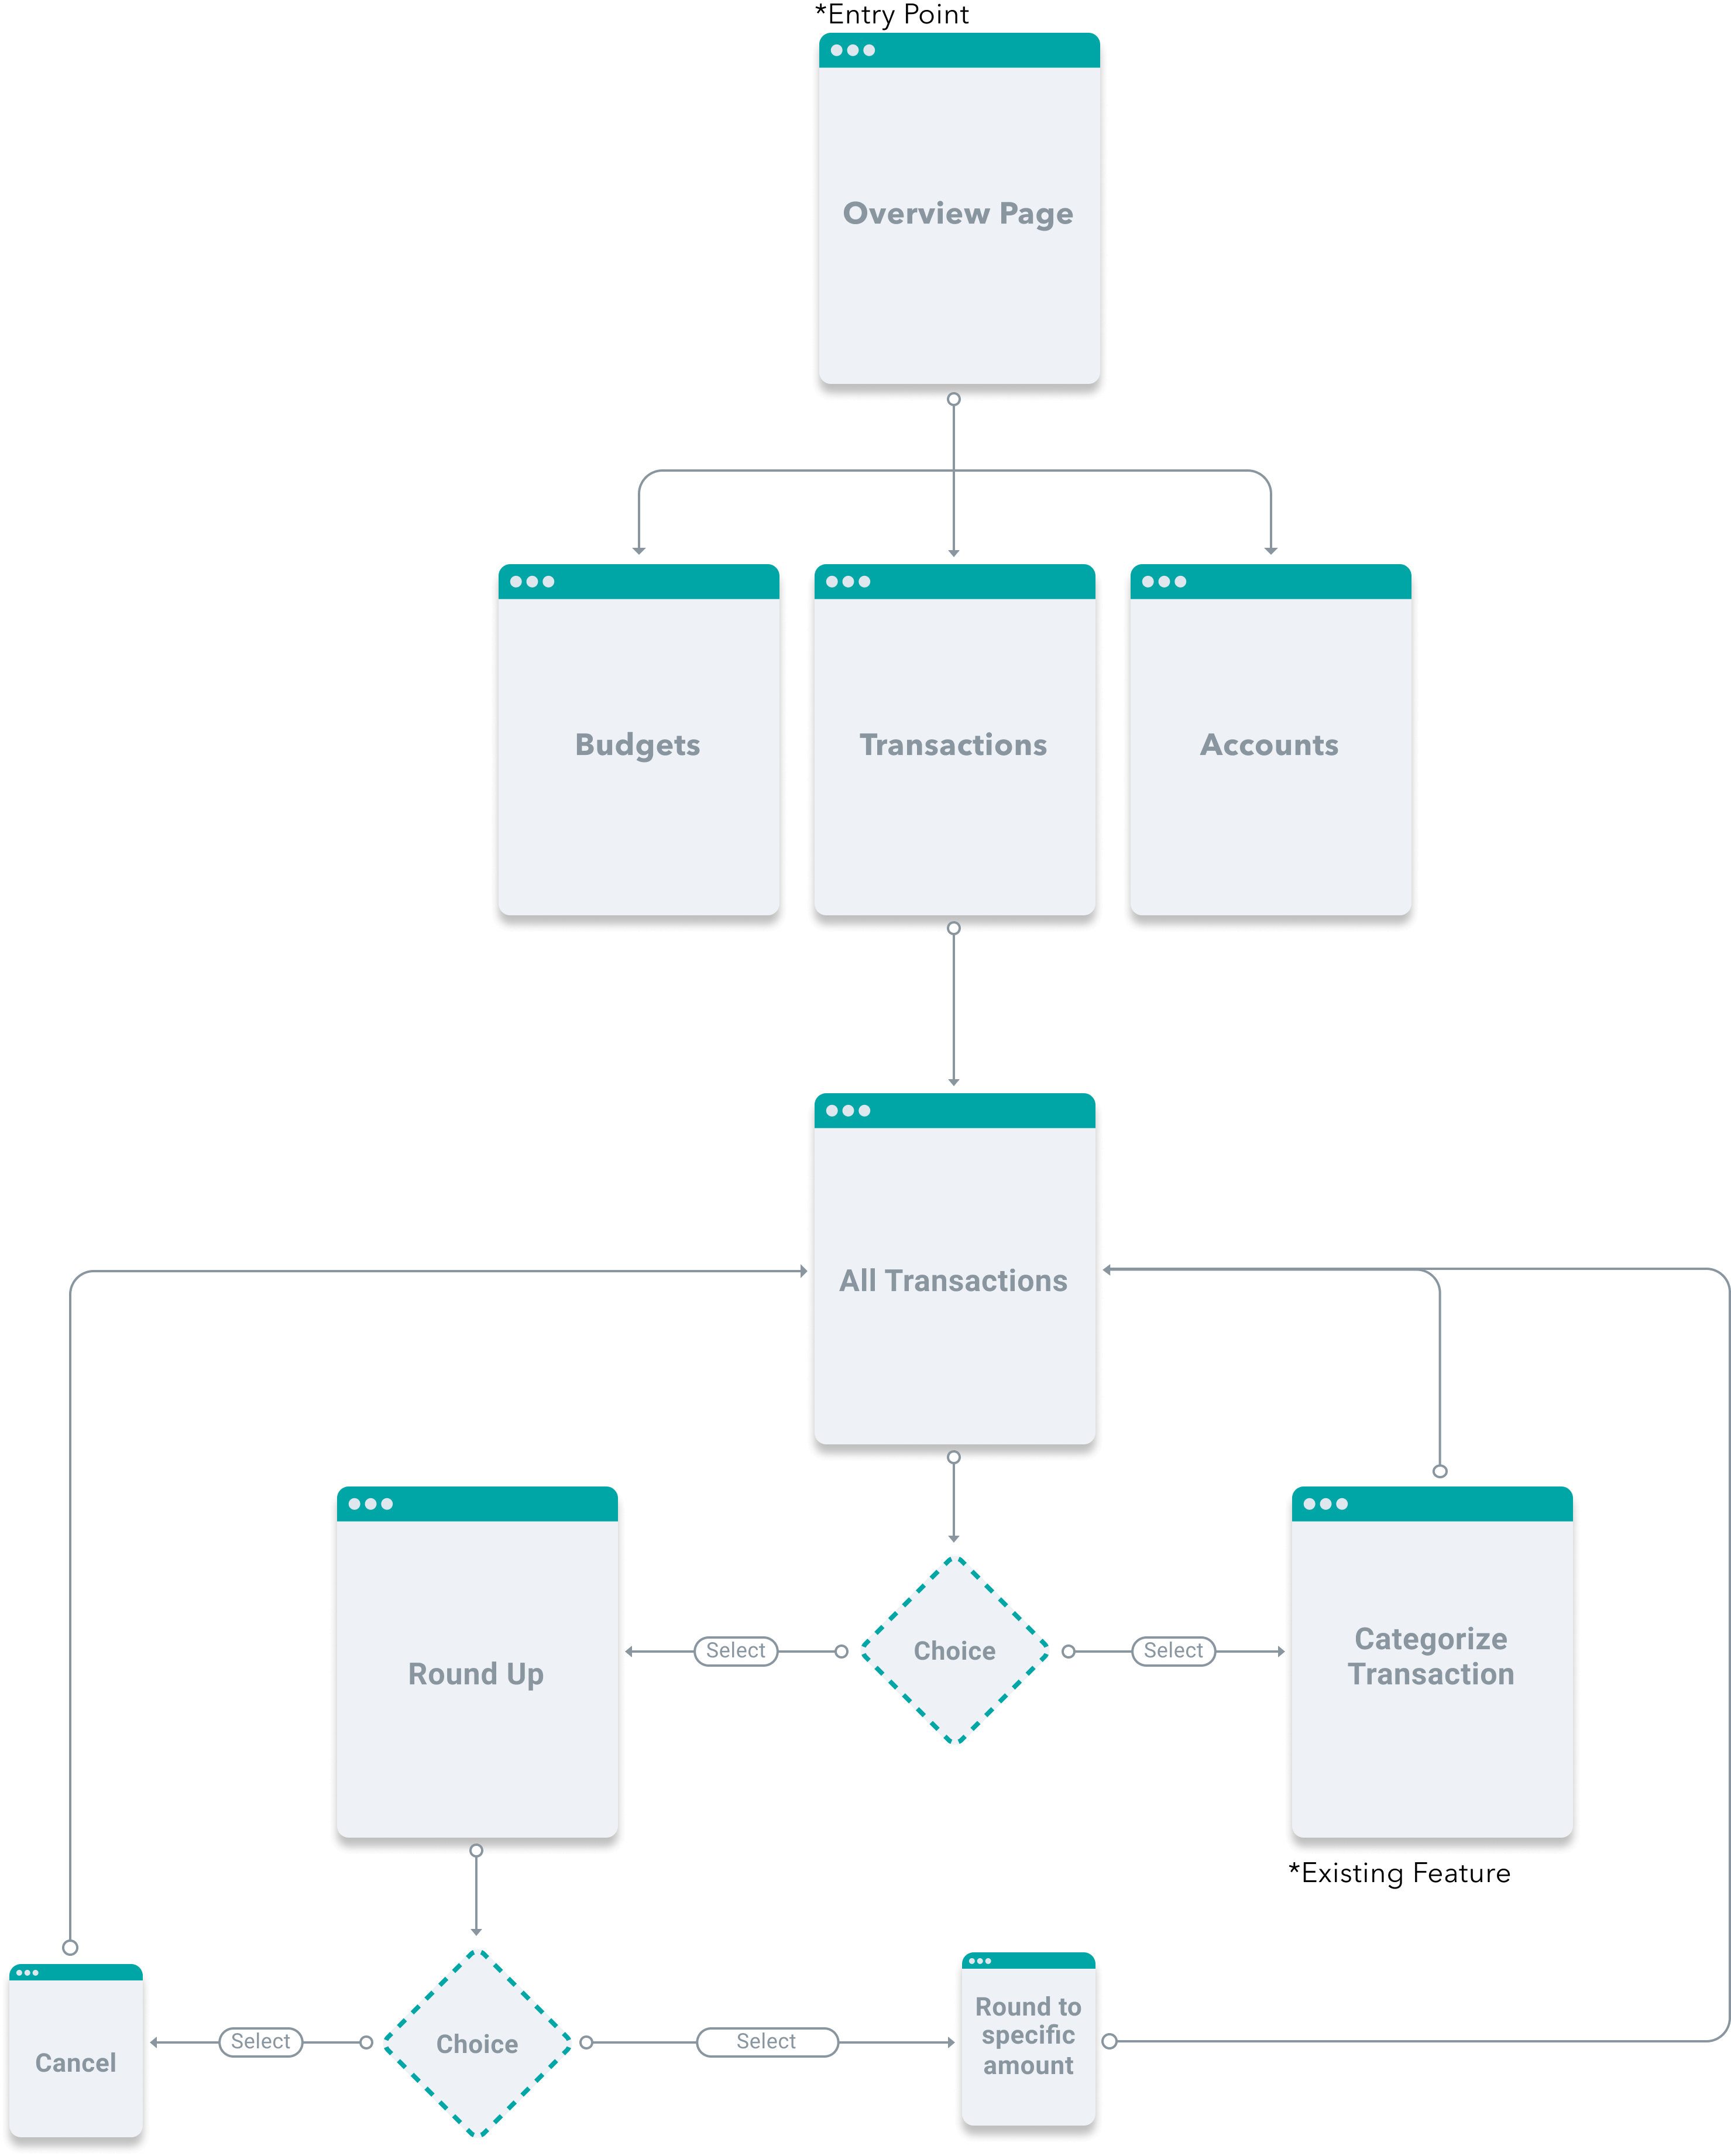 *Entry Point
Overview Page
Budgets
Transactions
Accounts
All Transactions
Round Up
Select
Choice
Select
Categorize
Transaction
*Existing Feature
Cancel
Select
Choice
Select
Round to
specific
amount